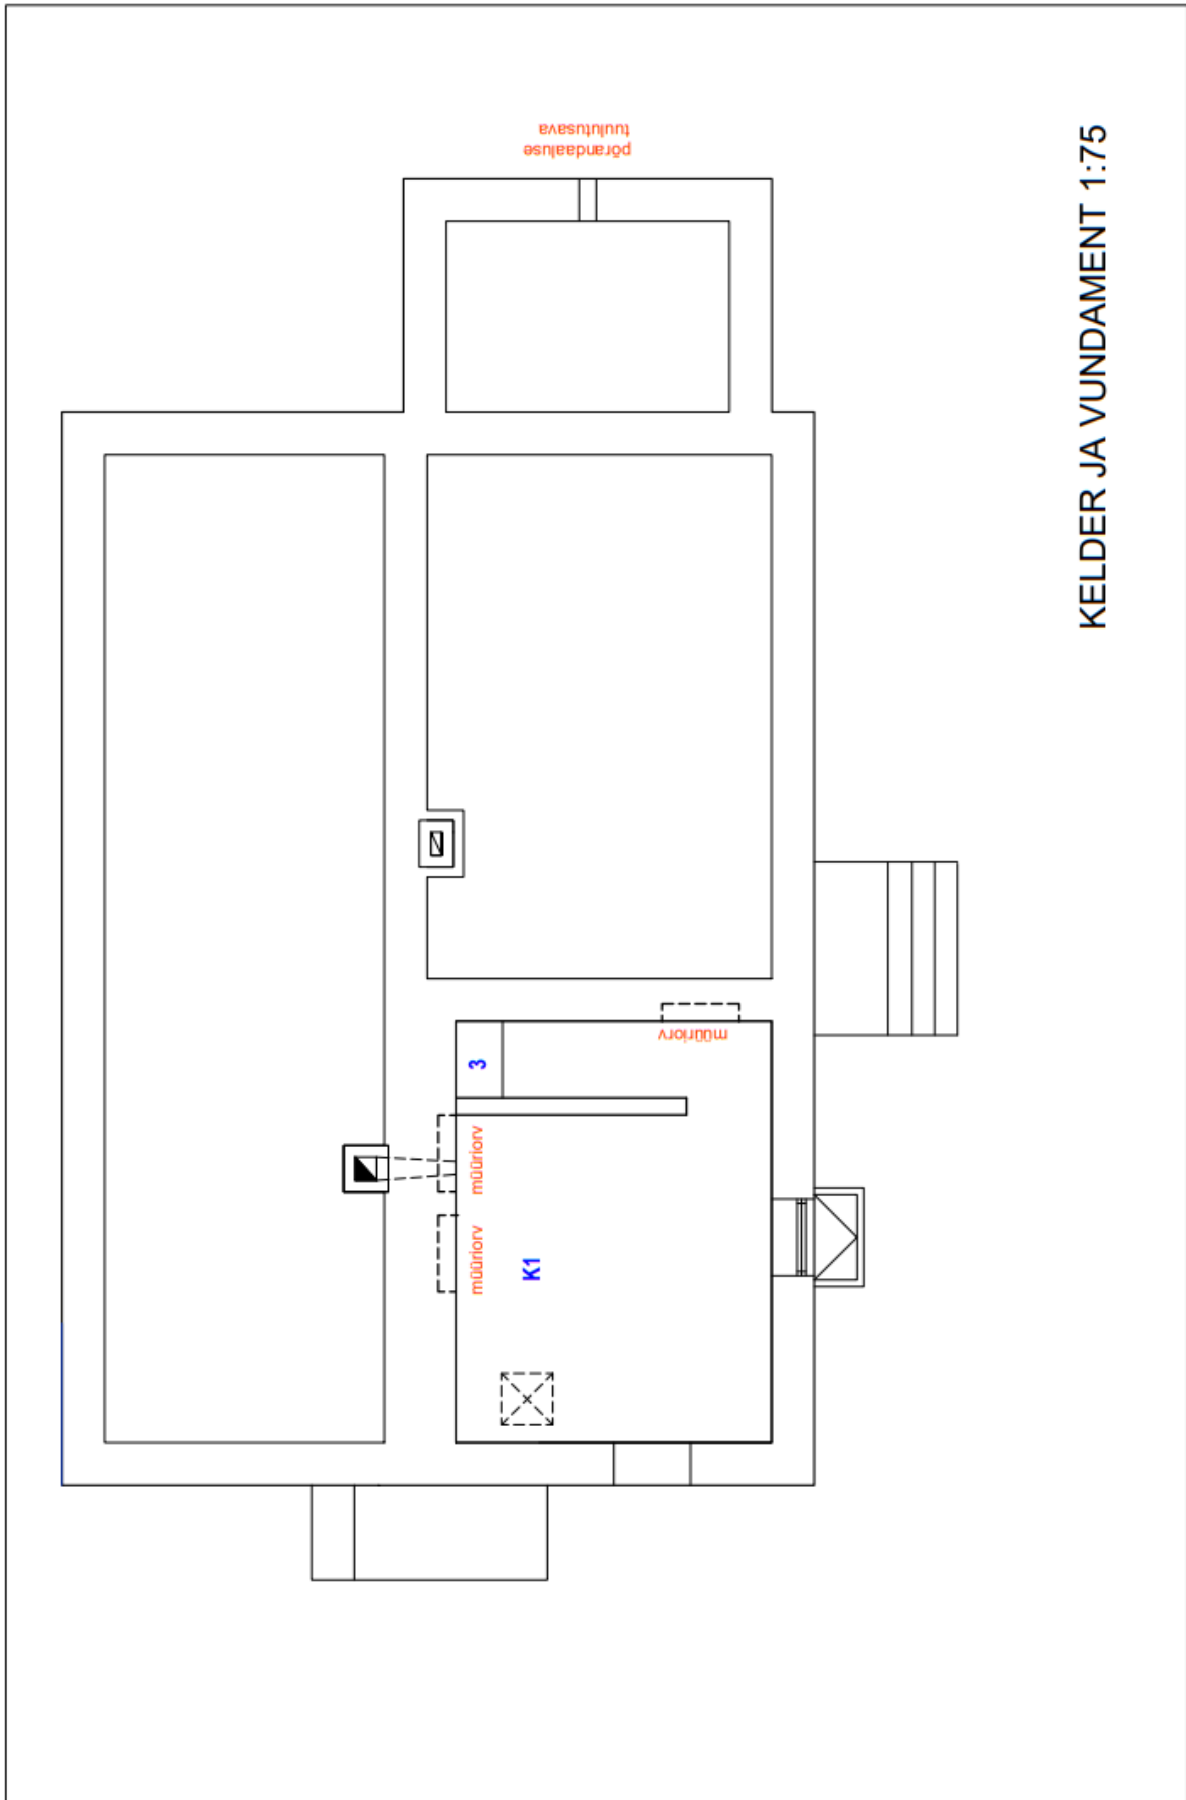 põrandaaluse
tuulutusava
müüriorv
3
müüriorv
müüriorv
K1
KELDER JA VUNDAMENT 1:75